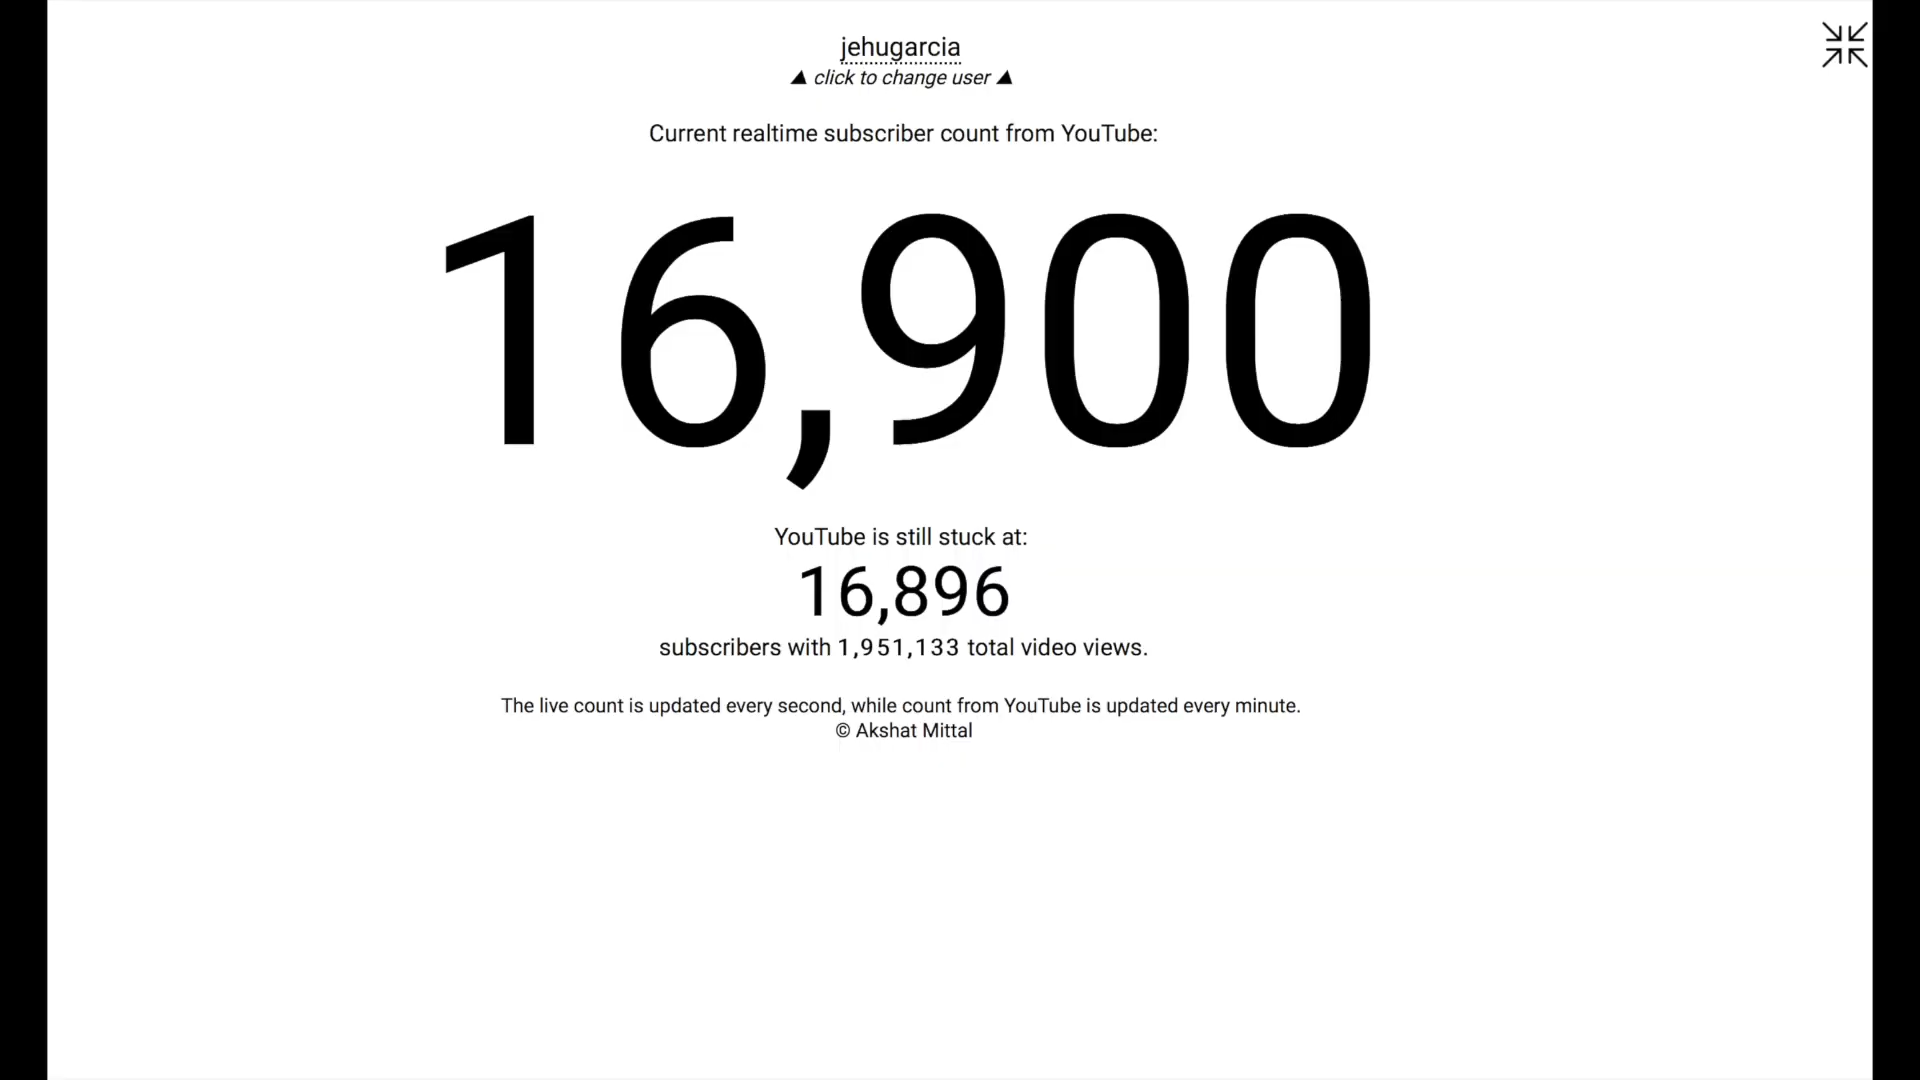 jehugarcia
▲ click to change user ▲
Current realtime subscriber count from YouTube:
16,900
YouTube is still stuck at:
16,896
subscribers with 1,951,133 total video views.
The live count is updated every second, while count from YouTube is updated every minute.
© Akshat Mittal